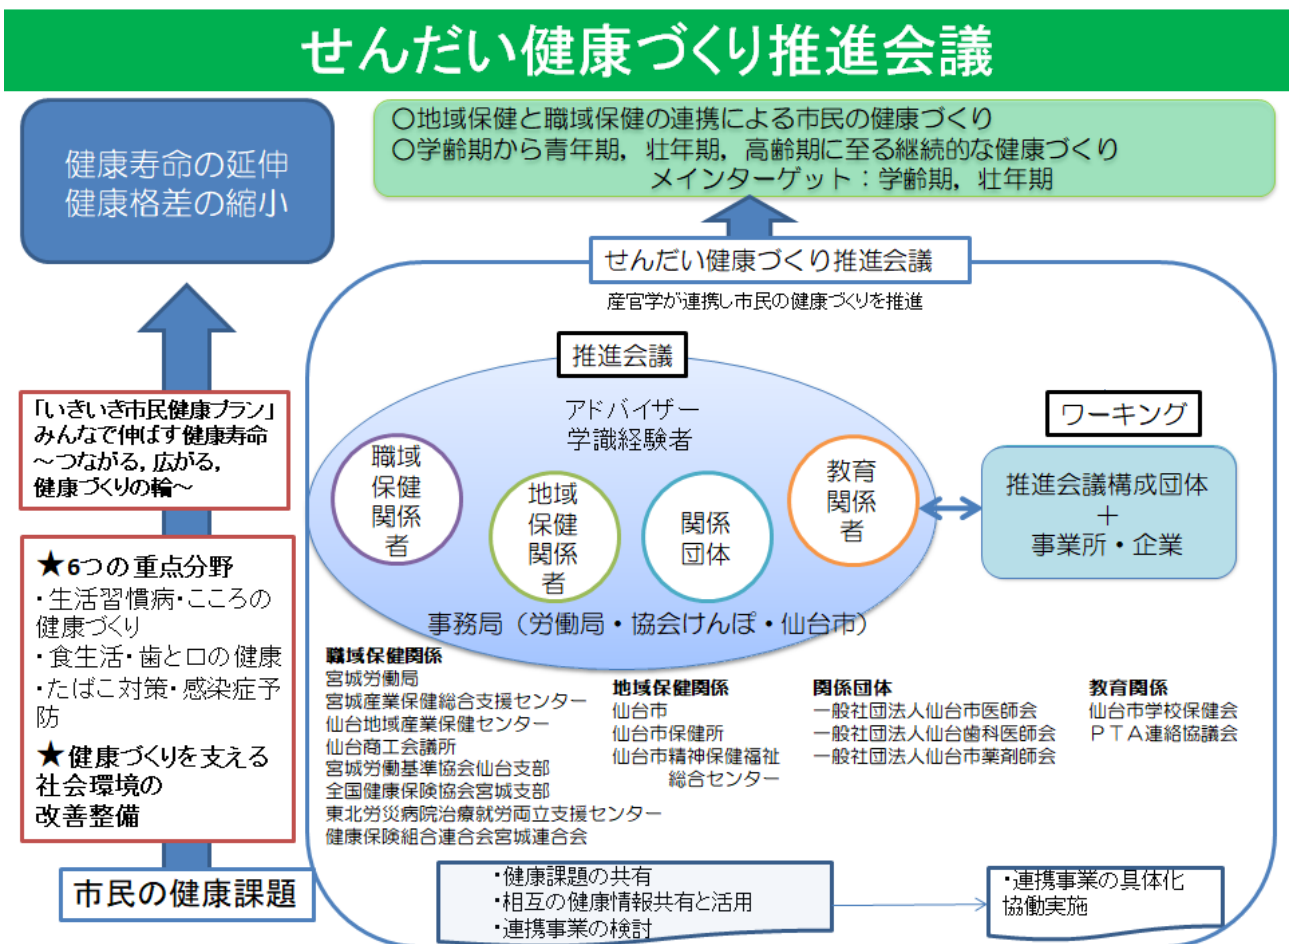 せんだい健康づくり推進会議
健康寿命の延伸
健康格差の縮小
○地域保健と職域保健の連携による市民の健康づくり
○学齢期から青年期，壮年期，高齢期に至る継続的な健康づくり
メインターゲット：学齢期，壮年期
せんだい健康づくり推進会議
産官学が連携し市民の健康づくりを推進
推進会議
アドバイザー
学識経験者
職域
保健
関係
者
地域
保健
関係
者
関係
団体
教育
関係
者
事務局（労働局・協会けんぽ・仙台市）
ワーキング
推進会議構成団体
＋
事業所・企業
「いきいき市民健康プラン」
みんなで伸ばす健康寿命
～つながる，広がる，
健康づくりの輪～
★6つの重点分野
・生活習慣病・こころの
健康づくり
・食生活・歯と口の健康
・たばこ対策・感染症予
防
★健康づくりを支える
社会環境の
改善整備
市民の健康課題
職域保健関係
宮城労働局
宮城産業保健総合支援センター
仙台地域産業保健センター
仙台商工会議所
宮城労働基準協会仙台支部
全国健康保険協会宮城支部
東北労災病院治療就労両立支援センター
健康保険組合連合会宮城連合会
地域保健関係
仙台市
仙台市保健所
仙台市精神保健福祉
総合センター
関係団体
一般社団法人仙台市医師会
一般社団法人仙台歯科医師会
一般社団法人仙台市薬剤師会
教育関係
仙台市学校保健会
ＰＴＡ連絡協議会
・健康課題の共有
・相互の健康情報共有と活用
・連携事業の検討
・連携事業の具体化
協働実施